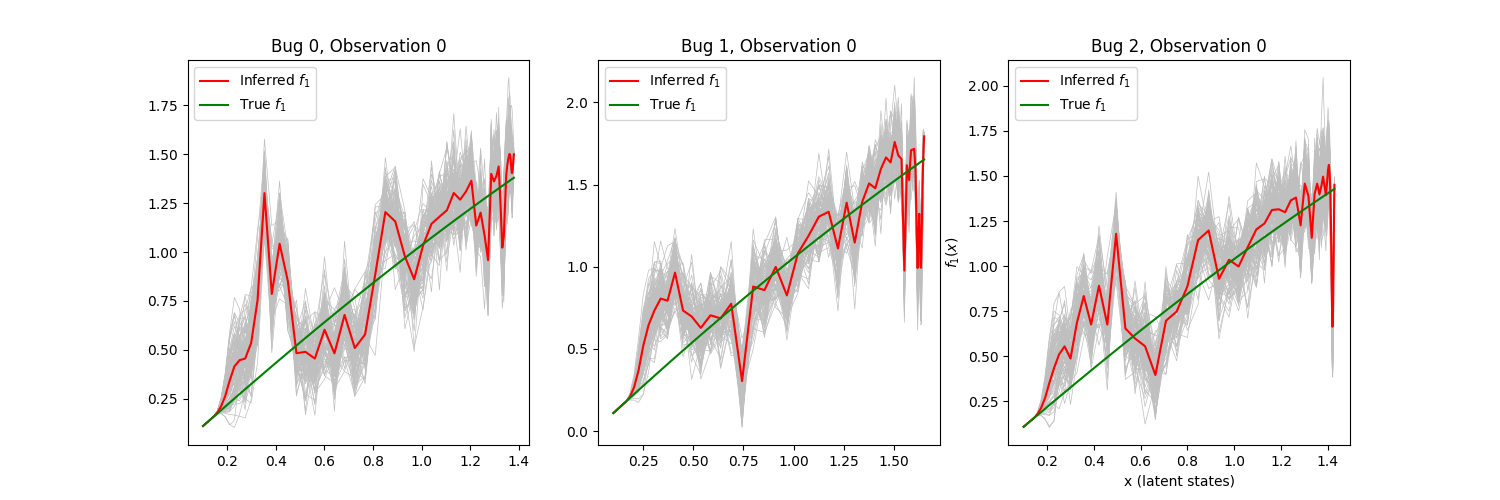 Bug 0, Observation 0
Inferred f₁
True f₁
1.75
1.50
1.25
1.00
0.75
0.50
0.25
0.2 0.4 0.6 0.8 1.0 1.2 1.4
Bug 1, Observation 0
Inferred f₁
True f₁
2.0
1.5
1.0
0.5
0.0
0.25 0.50 0.75 1.00 1.25 1.50
Bug 2, Observation 0
Inferred f₁
True f₁
f₁(x)
2.00
1.75
1.50
1.25
1.00
0.75
0.50
0.25
0.2 0.4 0.6 0.8 1.0 1.2 1.4
x (latent states)